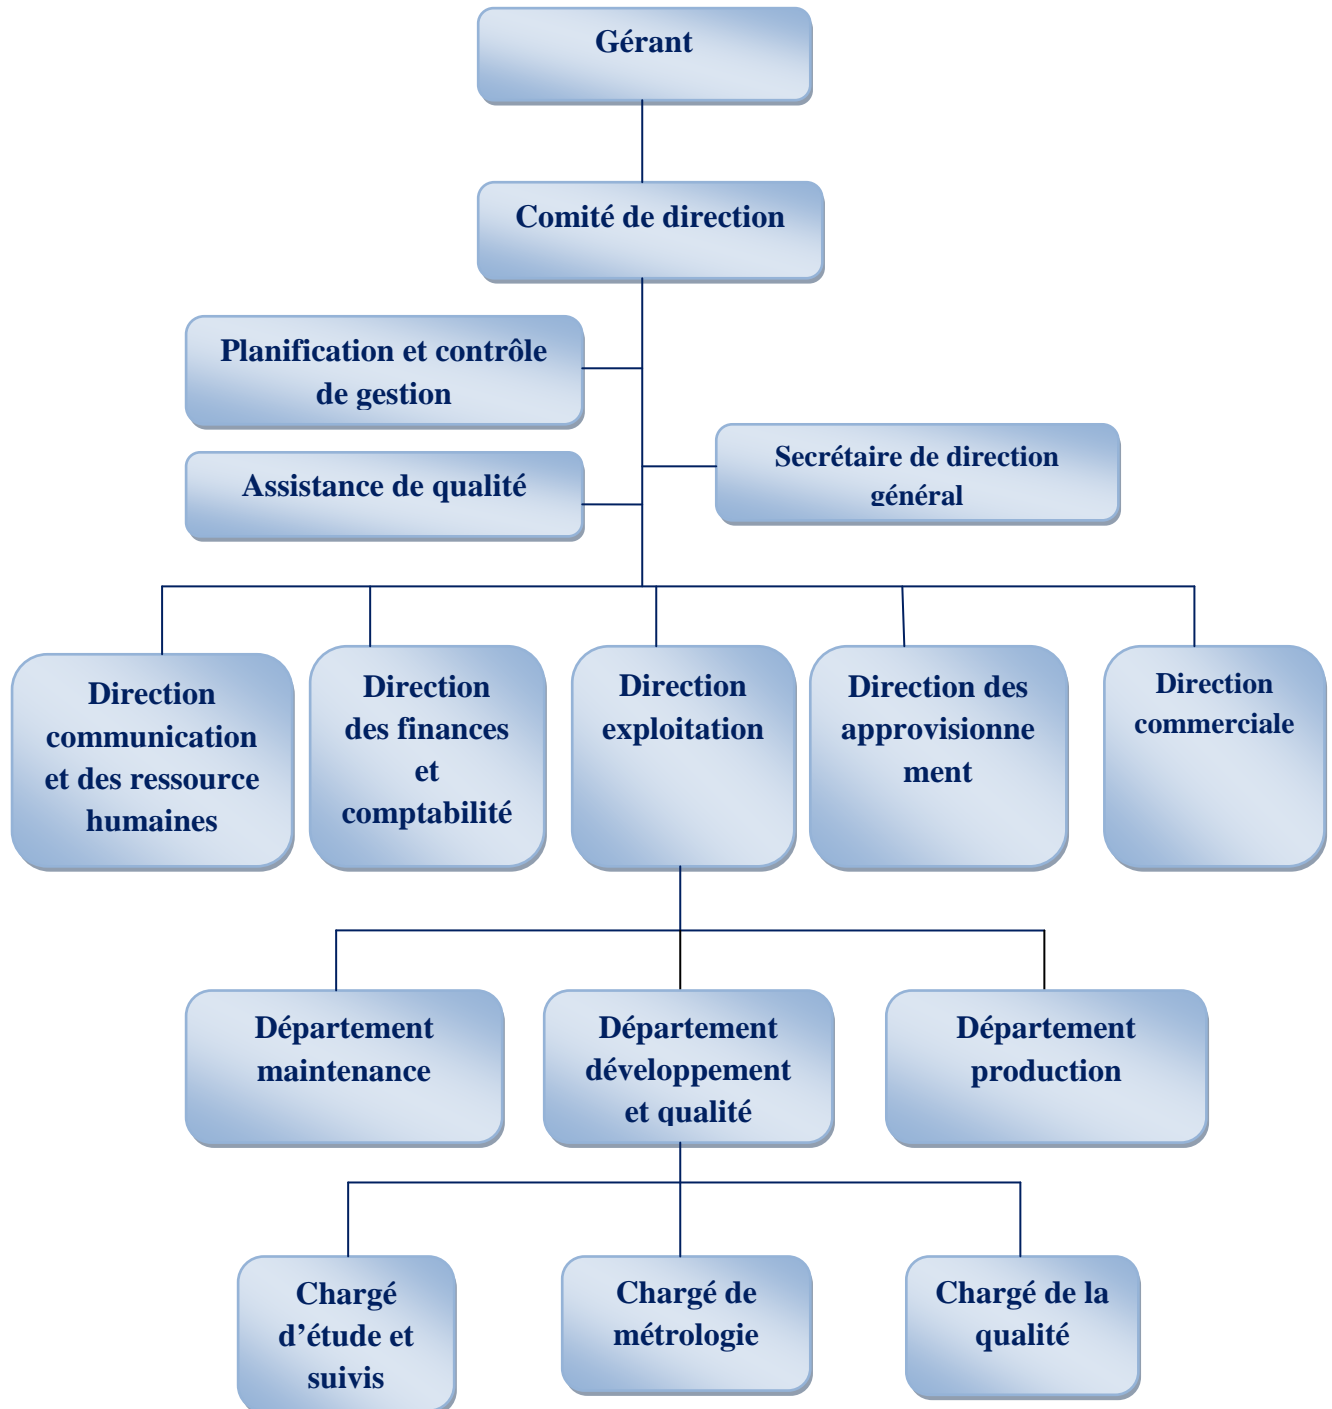 Gérant
Comité de direction
Planification et contrôle
de gestion
Secrétaire de direction
général
Assistance de qualité
Direction
communication
et des ressource
humaines
Direction
des finances
et
comptabilité
Direction
exploitation
Direction des
approvisionne
ment
Direction
commerciale
Département
maintenance
Département
développement
et qualité
Département
production
Chargé
d’étude et
suivis
Chargé de
métrologie
Chargé de la
qualité